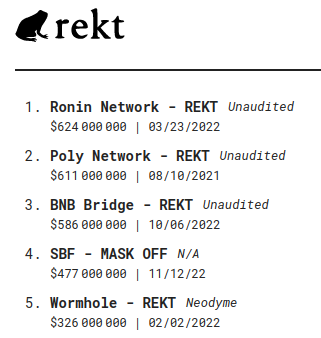 rekt
1. Ronin Network - REKT Unaudited
$624 000 000 | 03/23/2022
2. Poly Network - REKT Unaudited
$611 000 000 | 08/10/2021
3. BNB Bridge - REKT Unaudited
$586 000 000 | 10/06/2022
4. SBF - MASK OFF N/A
$477 000 000 | 11/12/22
5. Wormhole - REKT Neodyme
$326 000 000 | 02/02/2022